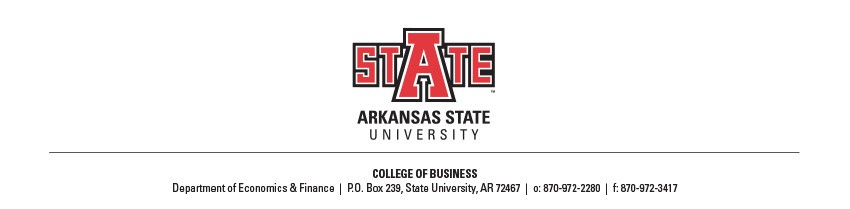 STATE
™
ARKANSAS STATE
UNIVERSITY
COLLEGE OF BUSINESS
Department of Economics & Finance | P.O. Box 239, State University, AR 72467 | o: 870-972-2280 | f: 870-972-3417